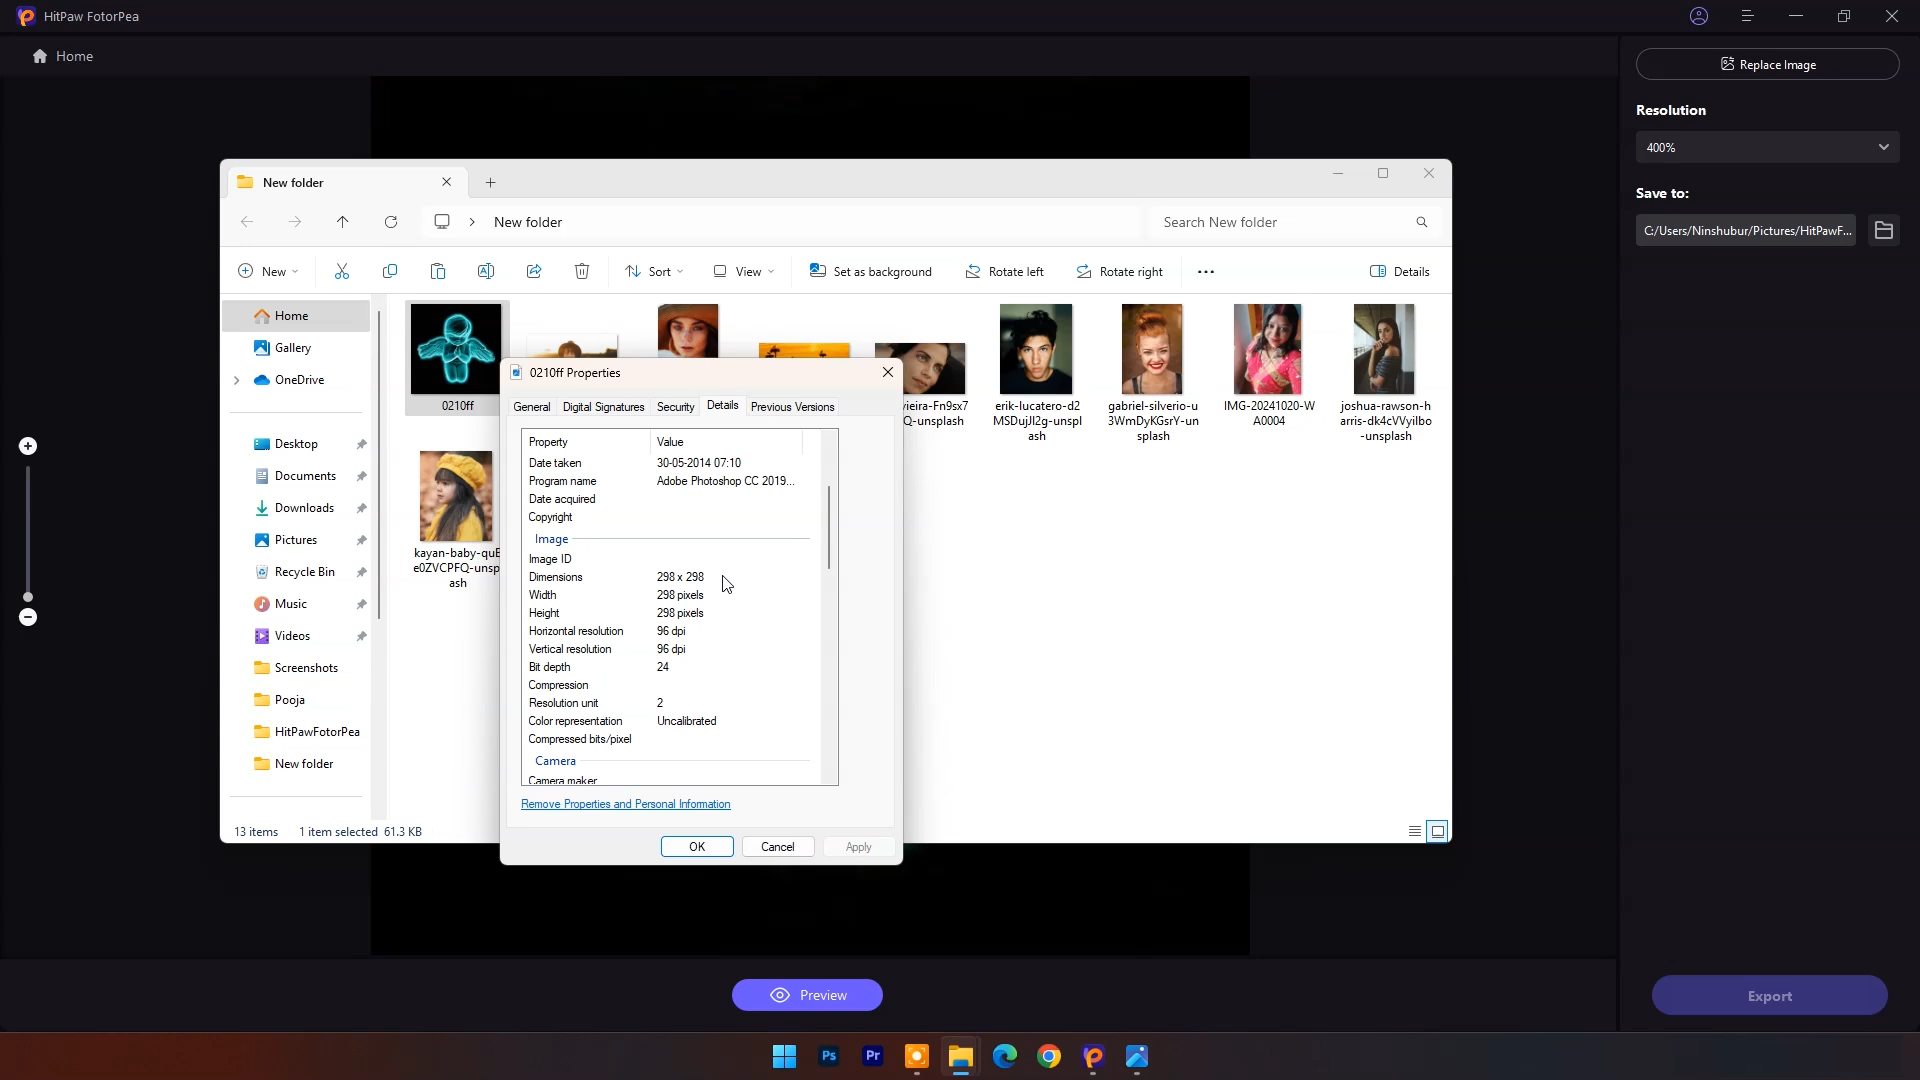 HitPaw FotorPea
Home
Replace Image
Resolution
400%
Save to:
C:/Users/Ninshubur/Pictures/HitPawF...
New folder
New folder
Search New folder
New
Sort
View
Set as background
Rotate left
Rotate right
Details
Home
Gallery
OneDrive
Desktop
Documents
Downloads
Pictures
Recycle Bin
Music
Videos
Screenshots
Pooja
HitPawFotorPea
New folder
0210ff
vieira-Fn9sx7
Q-unsplash
erik-lucatero-d2
MSDujJI2g-unspl
ash
gabriel-silverio-u
3WmDyKGsrY-un
splash
IMG-20241020-W
A0004
joshua-rawson-h
arris-dk4cVVyilbo
-unsplash
kayan-baby-quE
e0ZVCPFQ-unsp
ash
0210ff Properties
General
Digital Signatures
Security
Details
Previous Versions
Property Value
Date taken 30-05-2014 07:10
Program name Adobe Photoshop CC 2019...
Date acquired
Copyright
Image
Image ID
Dimensions 298 x 298
Width 298 pixels
Height 298 pixels
Horizontal resolution 96 dpi
Vertical resolution 96 dpi
Bit depth 24
Compression
Resolution unit 2
Color representation Uncalibrated
Compressed bits/pixel
Camera
Camera maker
Remove Properties and Personal Information
OK
Cancel
Apply
13 items 1 item selected 61.3 KB
Preview
Export
Ps
Pr